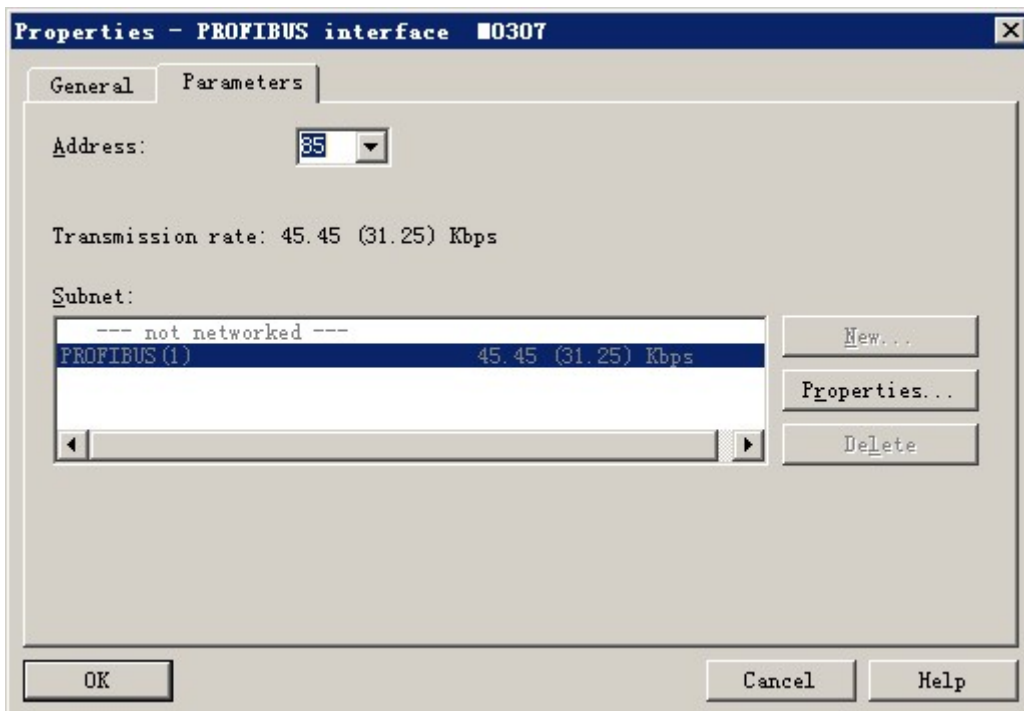 Properties - PROFIBUS interface ■0307
General Parameters
Address: 85
Transmission rate: 45.45 (31.25) Kbps
Subnet:
--- not networked --- New...
PROFIBUS(1) 45.45 (31.25) Kbps
Properties...
Delete
OK Cancel Help